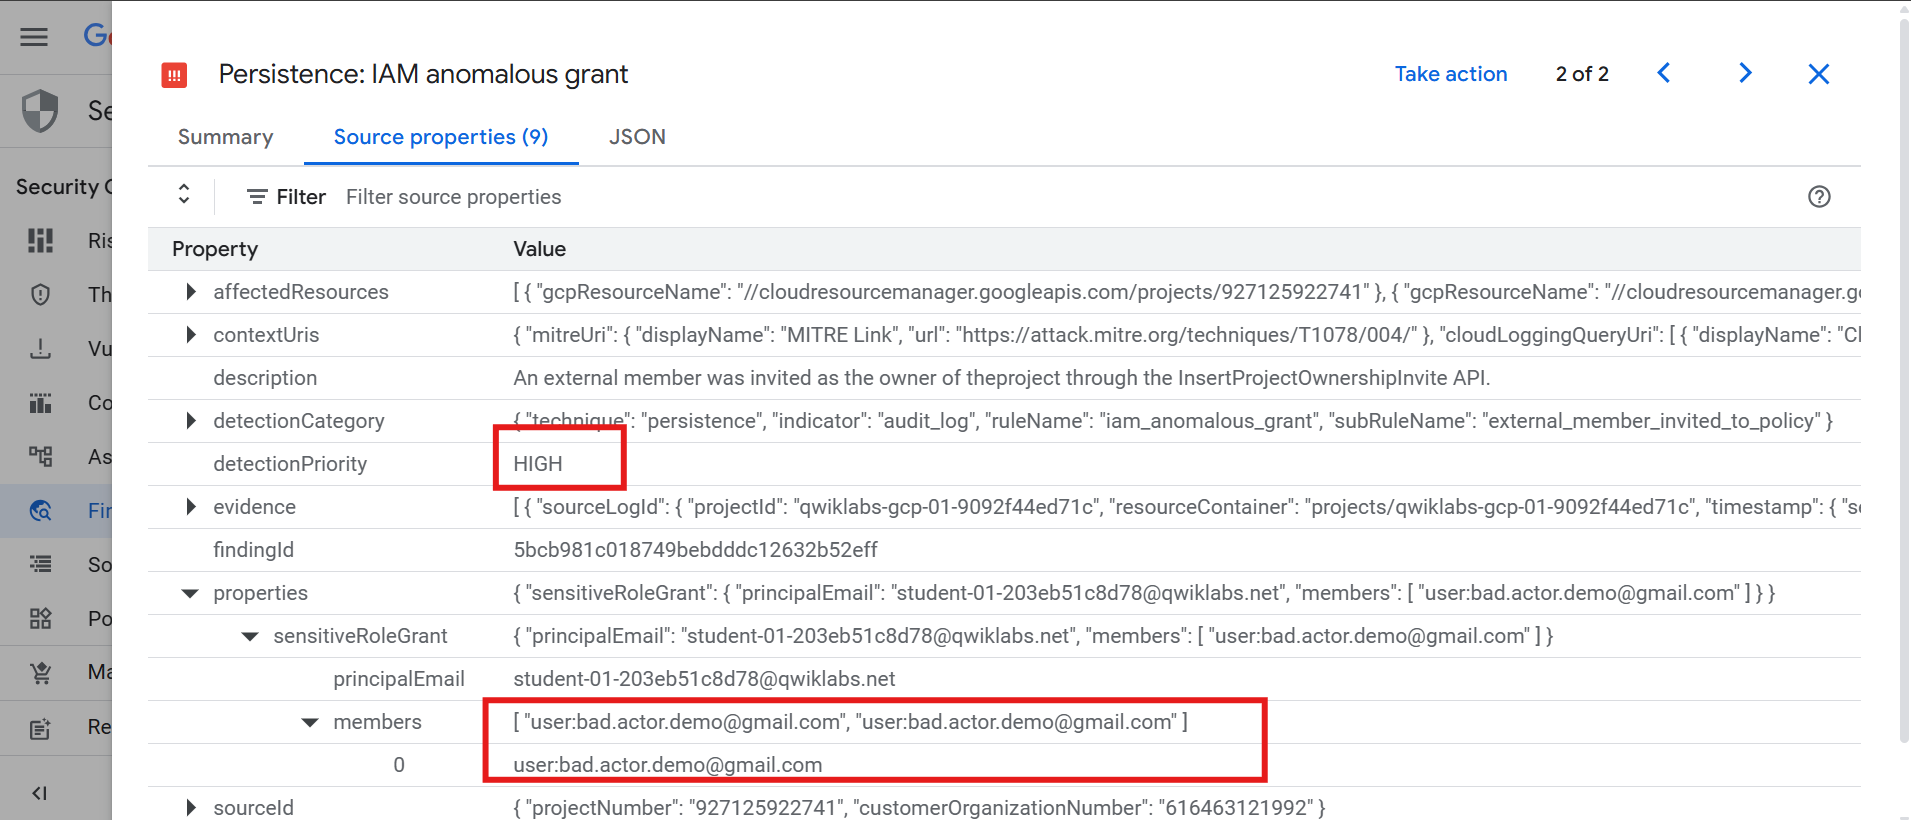 G
Persistence: IAM anomalous grant
Take action
2 of 2
Se
Summary
Source properties (9)
JSON
Security
Filter
Filter source properties
Property
Value
Ris
affectedResources
[ { "gcpResourceName": "//cloudresourcemanager.googleapis.com/projects/927125922741" }, { "gcpResourceName": "//cloudresourcemanager.g
Th
contextUris
{ "mitreUri": { "displayName": "MITRE Link", "url": "https://attack.mitre.org/techniques/T1078/004/" }, "cloudLoggingQueryUri": [ { "displayName": "Cl
Vu
description
An external member was invited as the owner of theproject through the InsertProjectOwnershipInvite API.
Co
detectionCategory
{ "technique": "persistence", "indicator": "audit_log", "ruleName": "iam_anomalous_grant", "subRuleName": "external_member_invited_to_policy" }
As
detectionPriority
HIGH
Fin
evidence
[ { "sourceLogId": { "projectId": "qwiklabs-gcp-01-9092f44ed71c", "resourceContainer": "projects/qwiklabs-gcp-01-9092f44ed71c", "timestamp": { "se
So
findingId
5bcb981c018749bebdddc12632b52eff
properties
{ "sensitiveRoleGrant": { "principalEmail": "student-01-203eb51c8d78@qwiklabs.net", "members": [ "user:bad.actor.demo@gmail.com" ] } }
Po
sensitiveRoleGrant
{ "principalEmail": "student-01-203eb51c8d78@qwiklabs.net", "members": [ "user:bad.actor.demo@gmail.com" ] }
Ma
principalEmail
student-01-203eb51c8d78@qwiklabs.net
Re
members
[ "user:bad.actor.demo@gmail.com", "user:bad.actor.demo@gmail.com" ]
0
user:bad.actor.demo@gmail.com
sourceId
{ "projectNumber": "927125922741", "customerOrganizationNumber": "616463121992" }